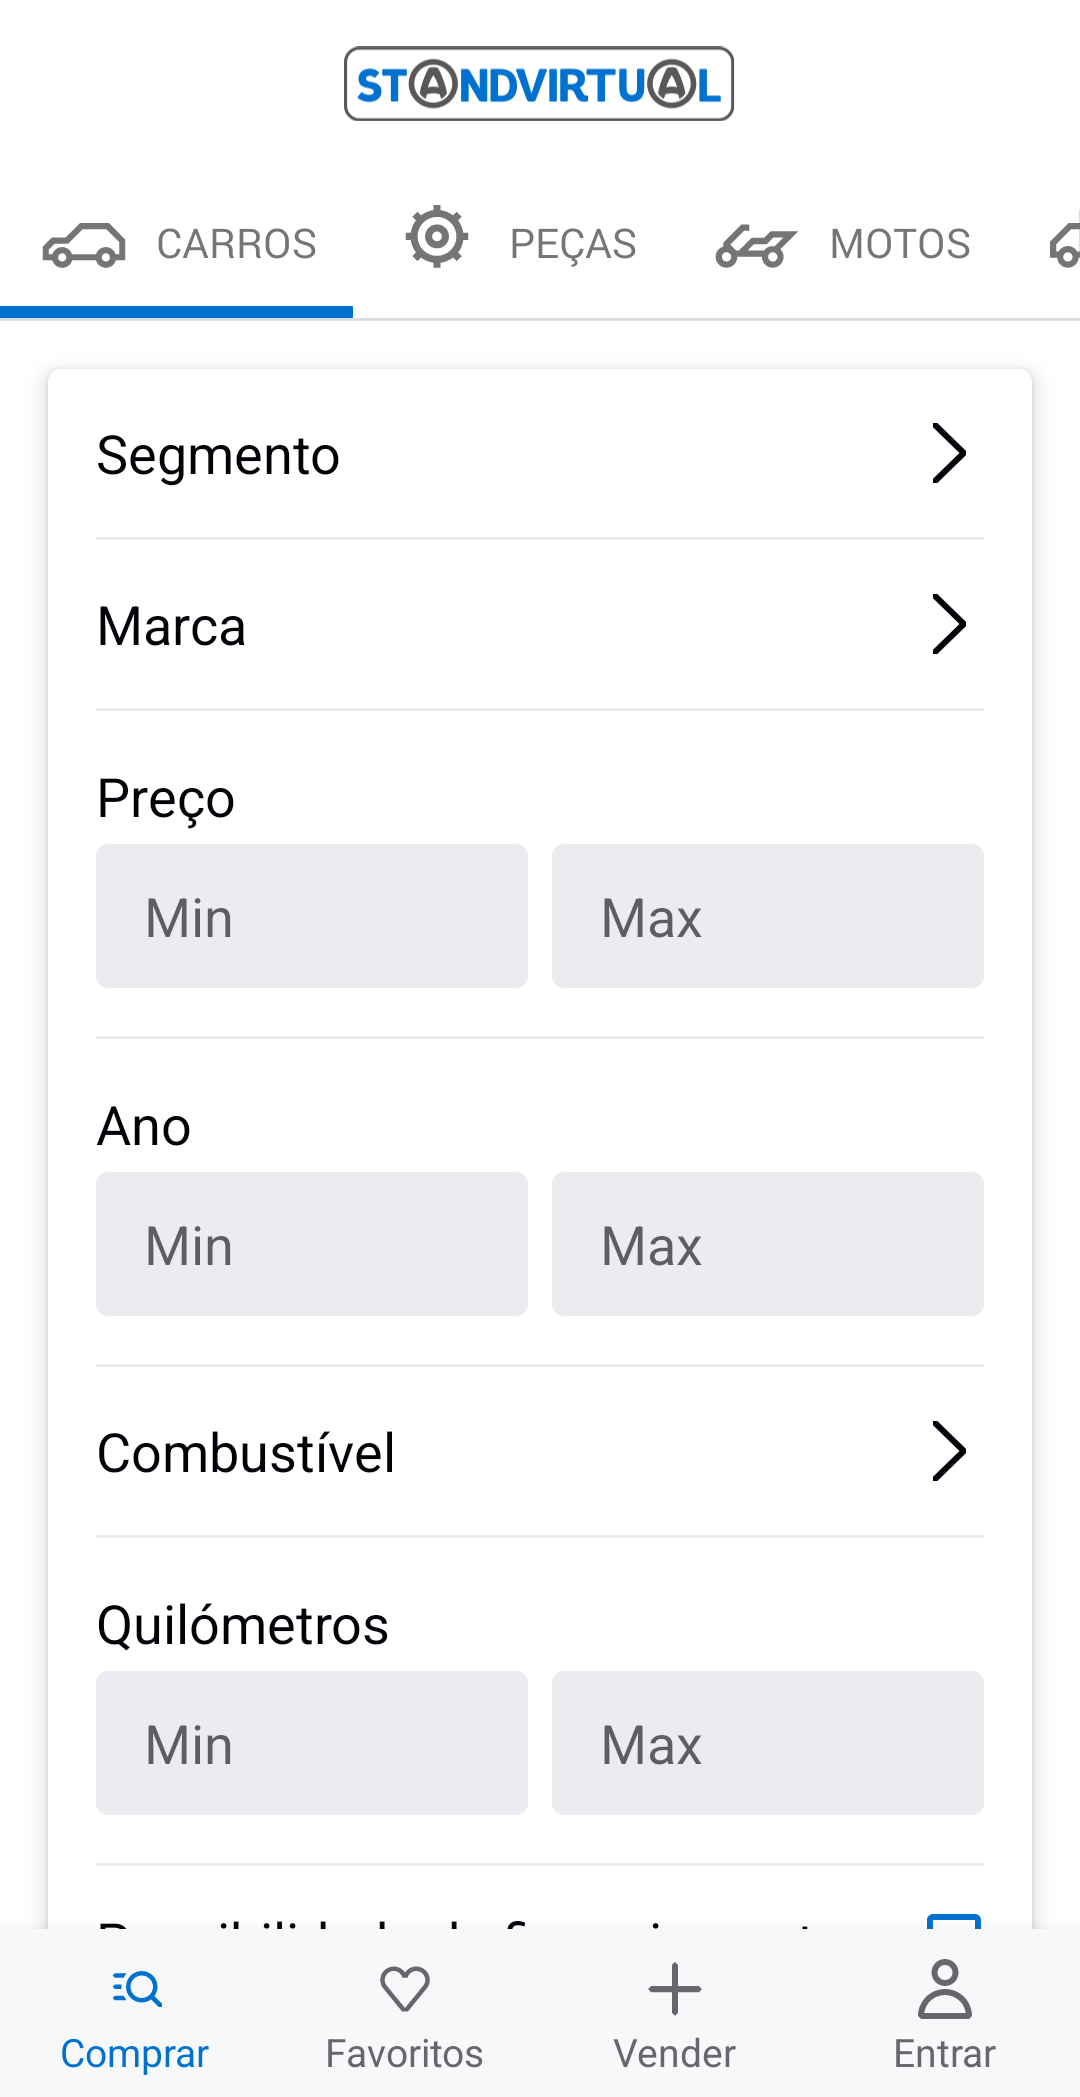 STANDVIRTUAL
CARROS PEÇAS MOTOS
Segmento
Marca
Preço
Min Max
Ano
Min Max
Combustível
Quilómetros
Min Max
Comprar Favoritos Vender Entrar